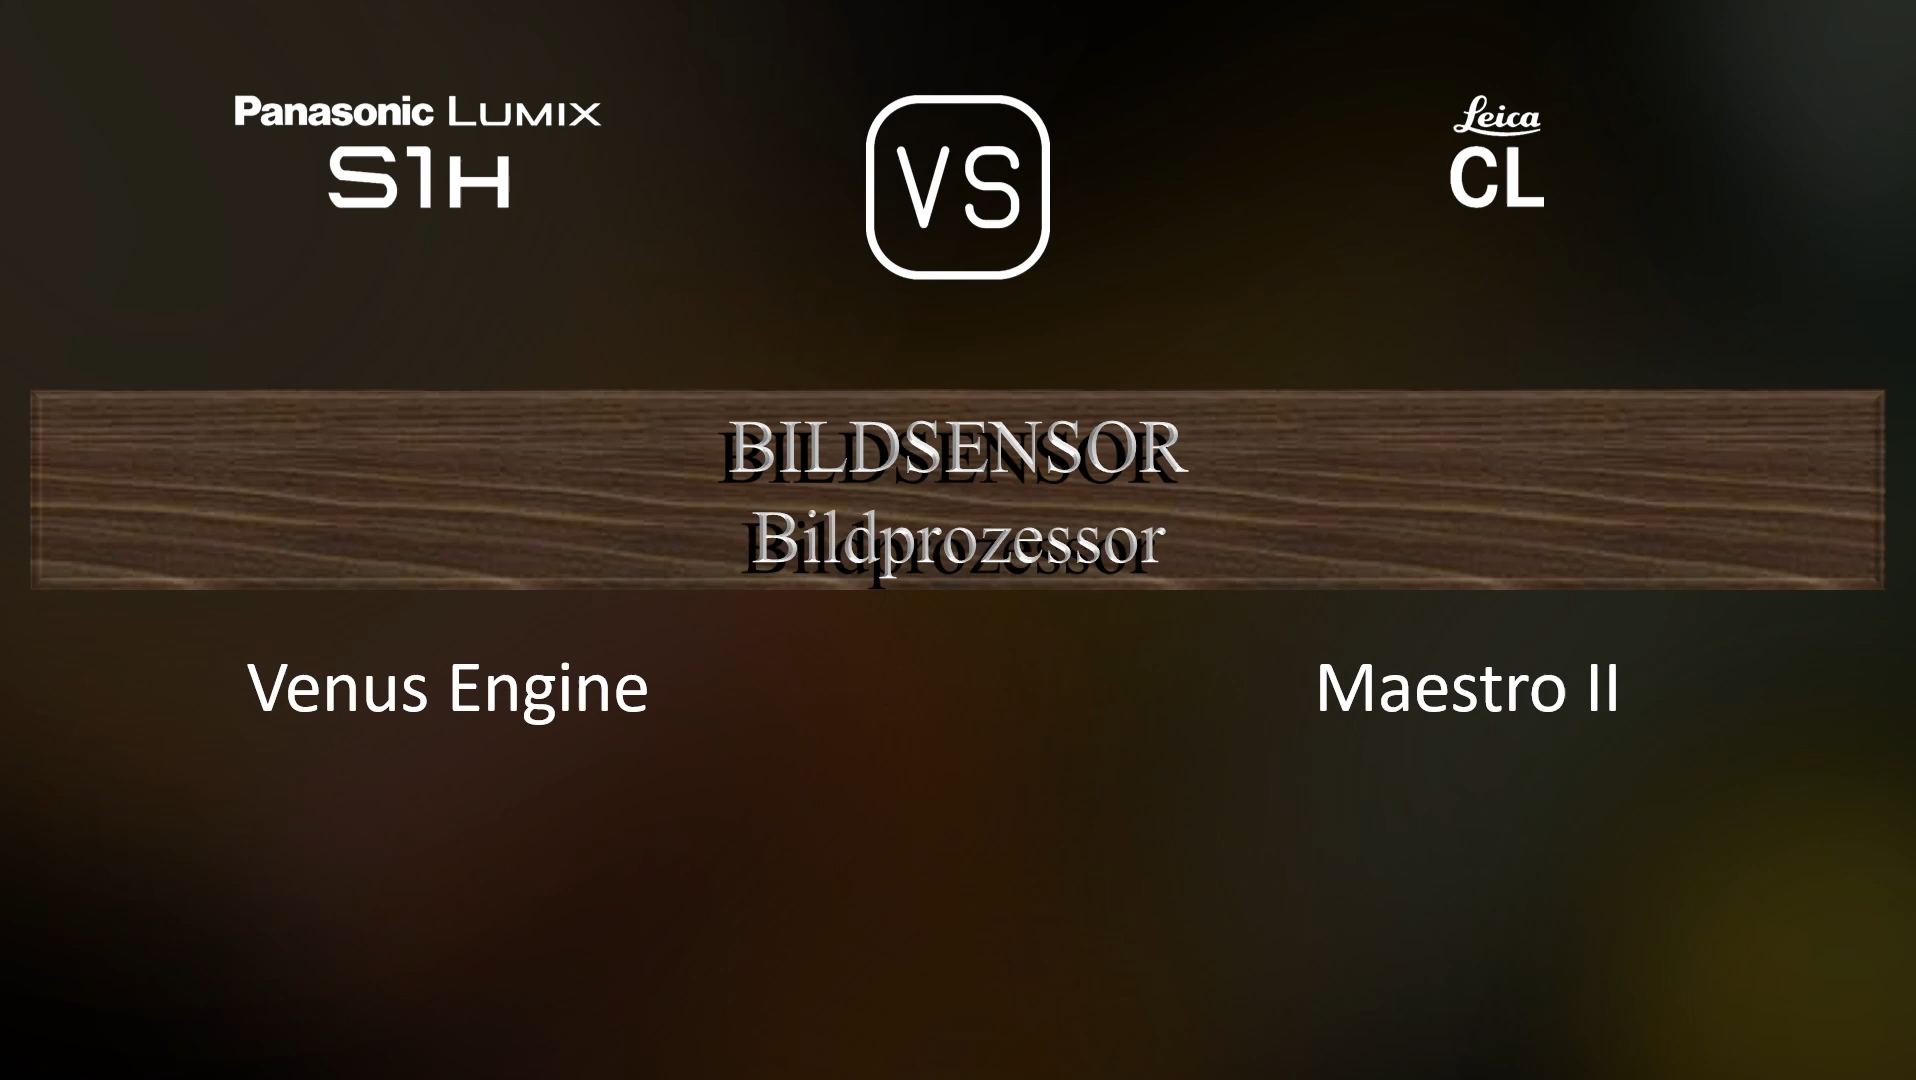 Panasonic LUMIX
S1H
VS
Leica
CL
BILDSENSOR
Bildprozessor
Venus Engine
Maestro II